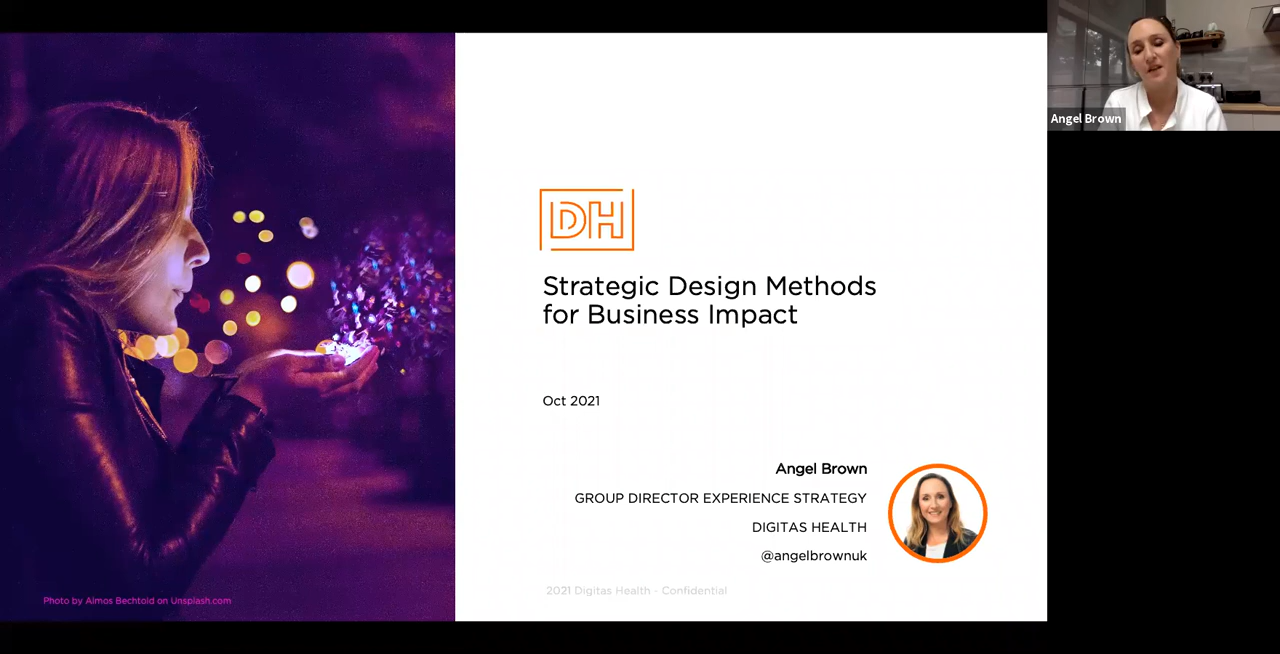 Angel Brown
DH
Strategic Design Methods
for Business Impact
Oct 2021
Angel Brown
GROUP DIRECTOR EXPERIENCE STRATEGY
DIGITAS HEALTH
@angelbrownuk
2021 Digitas Health - Confidential
Photo by Almos Bechtold on Unsplash.com